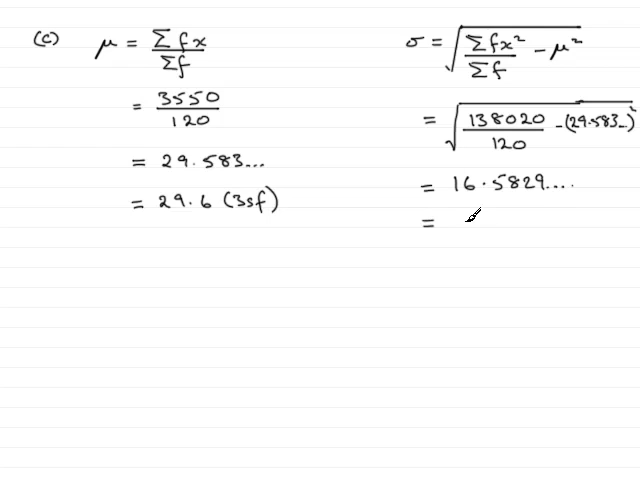 (c) μ = Σfx / Σf
= 3550 / 120
= 29.583...
= 29.6 (3sf)
σ = √(Σfx² / Σf - μ²)
= √(138020 / 120 - (29.583...)²)
= 16.5829....
=